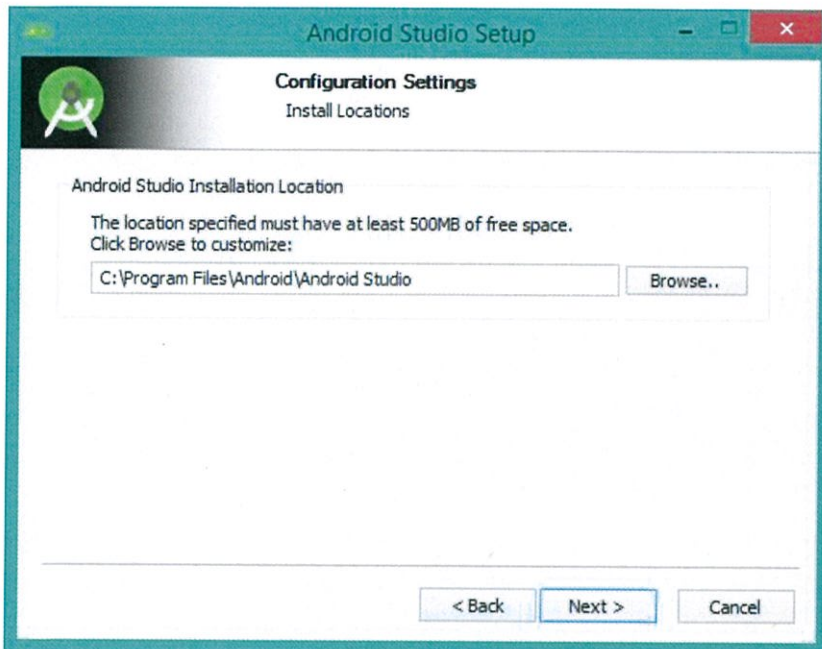 Android Studio Setup
Configuration Settings
Install Locations
Android Studio Installation Location
The location specified must have at least 500MB of free space.
Click Browse to customize:
C:\Program Files\Android\Android Studio
Browse..
< Back
Next >
Cancel